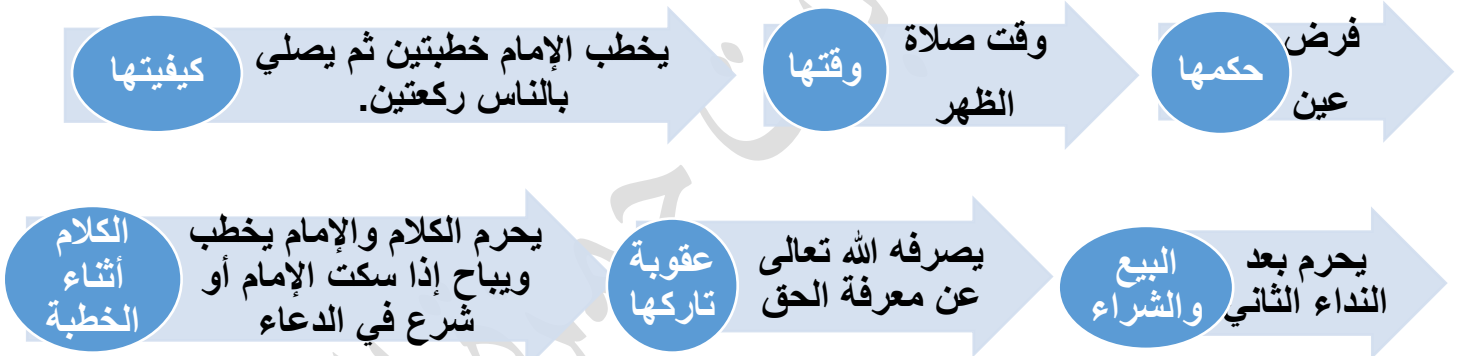 حكمها
فرض
عين
وقتها
وقت صلاة
الظهر
كيفيتها
يخطب الإمام خطبتين ثم يصلي
بالناس ركعتين.
البيع
والشراء
يحرم بعد
النداء الثاني
عقوبة
تاركها
يصرفه الله تعالى
عن معرفة الحق
الكلام
أثناء
الخطبة
يحرم الكلام والإمام يخطب
ويباح إذا سكت الإمام أو
شرع في الدعاء